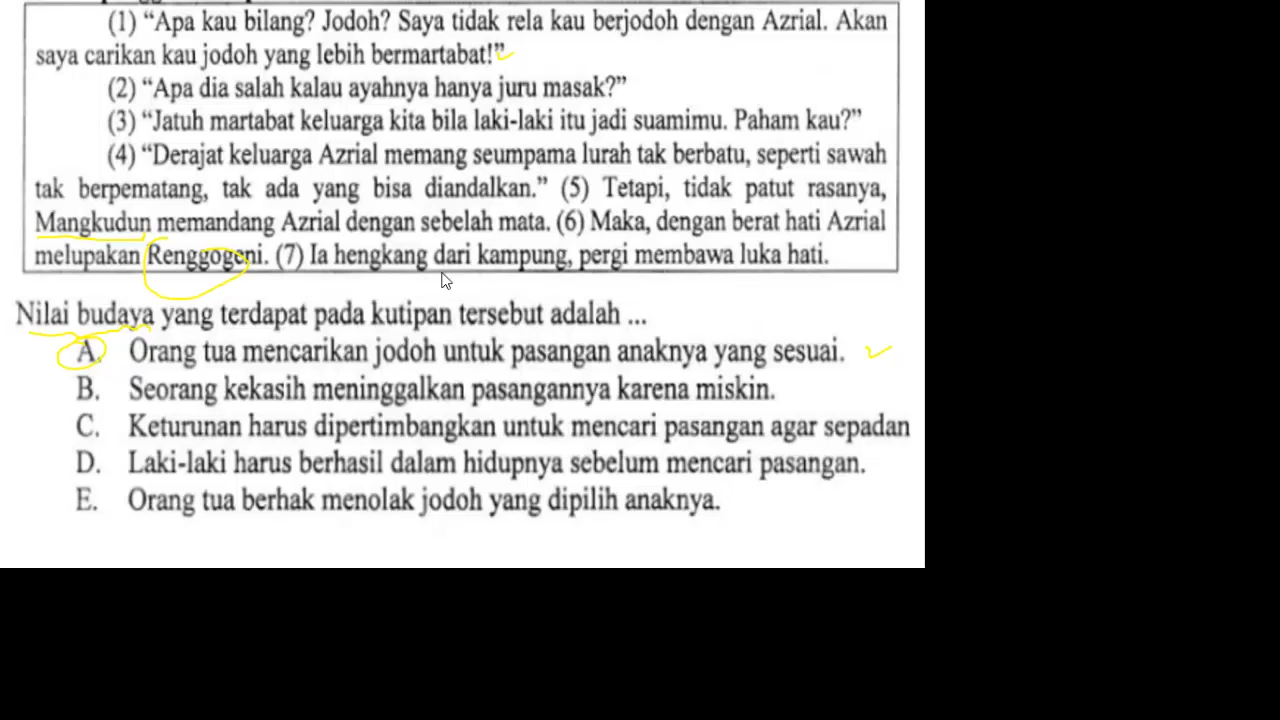 (1) “Apa kau bilang? Jodoh? Saya tidak rela kau berjodoh dengan Azrial. Akan
saya carikan kau jodoh yang lebih bermartabat!”
(2) “Apa dia salah kalau ayahnya hanya juru masak?”
(3) “Jatuh martabat keluarga kita bila laki-laki itu jadi suamimu. Paham kau?”
(4) “Derajat keluarga Azrial memang seumpama lurah tak berbatu, seperti sawah
tak berpematang, tak ada yang bisa diandalkan.” (5) Tetapi, tidak patut rasanya,
Mangkudun memandang Azrial dengan sebelah mata. (6) Maka, dengan berat hati Azrial
melupakan Renggogeni. (7) Ia hengkang dari kampung, pergi membawa luka hati.
Nilai budaya yang terdapat pada kutipan tersebut adalah ...
A. Orang tua mencarikan jodoh untuk pasangan anaknya yang sesuai.
B. Seorang kekasih meninggalkan pasangannya karena miskin.
C. Keturunan harus dipertimbangkan untuk mencari pasangan agar sepadan
D. Laki-laki harus berhasil dalam hidupnya sebelum mencari pasangan.
E. Orang tua berhak menolak jodoh yang dipilih anaknya.